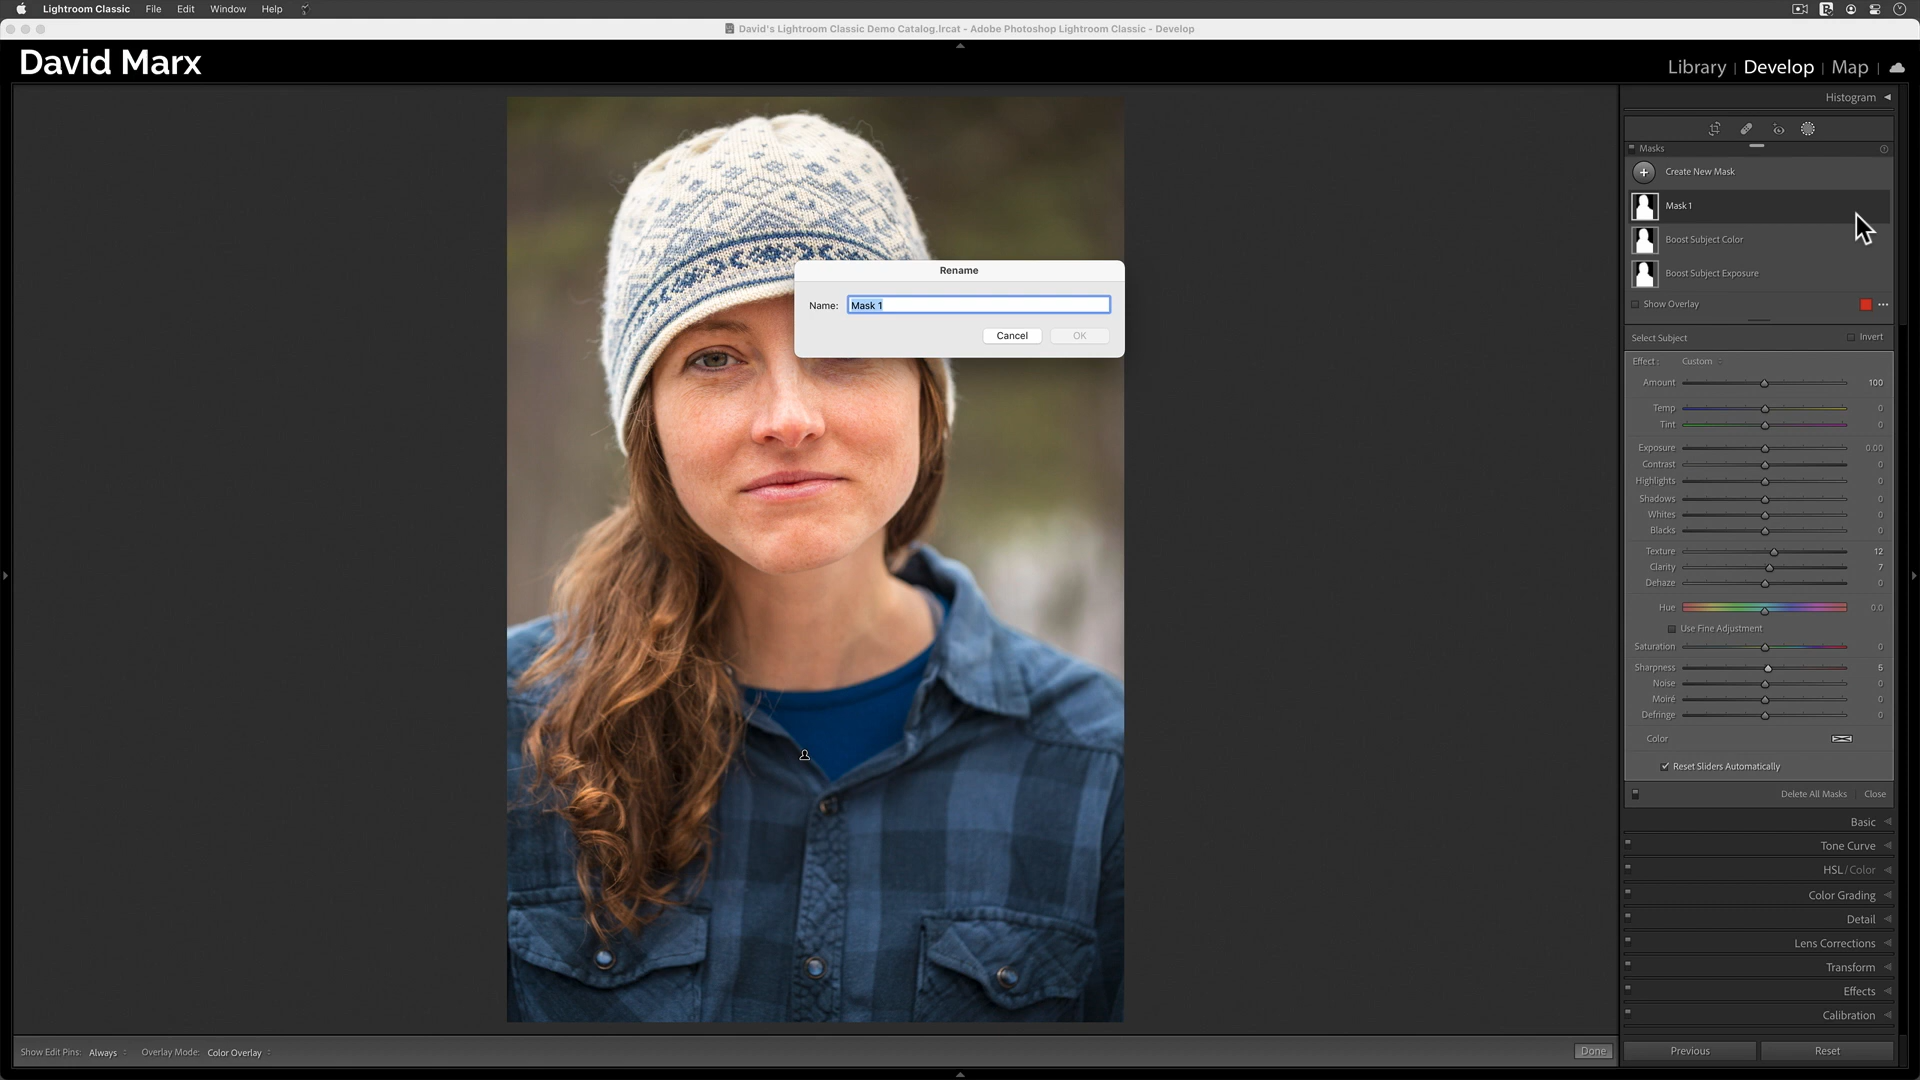 Lightroom Classic File Edit Window Help
David's Lightroom Classic Demo Catalog.lrcat - Adobe Photoshop Lightroom Classic - Develop
David Marx
Library | Develop | Map |
Histogram
Masks
Create New Mask
Mask 1
Boost Subject Color
Boost Subject Exposure
Show Overlay
Rename
Name: Mask 1
Cancel OK
Select Subject Invert
Effect : Custom
Amount 100
Temp 0
Tint 0
Exposure 0.00
Contrast 0
Highlights 0
Shadows 0
Whites 0
Blacks 0
Texture 12
Clarity 7
Dehaze 0
Hue 0.0
Use Fine Adjustment
Saturation 0
Sharpness 5
Noise 0
Moiré 0
Defringe 0
Color
Reset Sliders Automatically
Delete All Masks Close
Basic
Tone Curve
HSL / Color
Color Grading
Detail
Lens Corrections
Transform
Effects
Calibration
Show Edit Pins: Always Overlay Mode: Color Overlay Done
Previous Reset